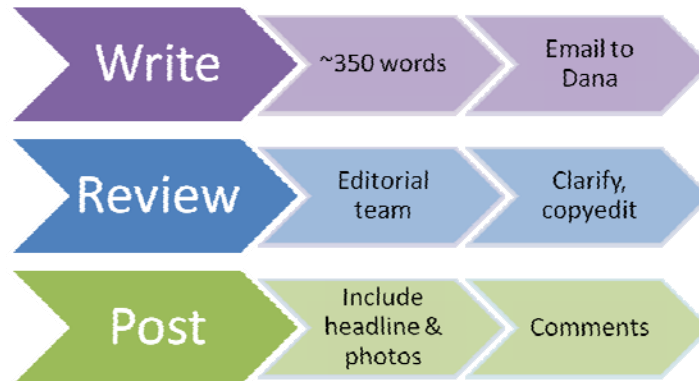 Write
~350 words
Email to
Dana
Review
Editorial
team
Clarify,
copyedit
Post
Include
headline &
photos
Comments